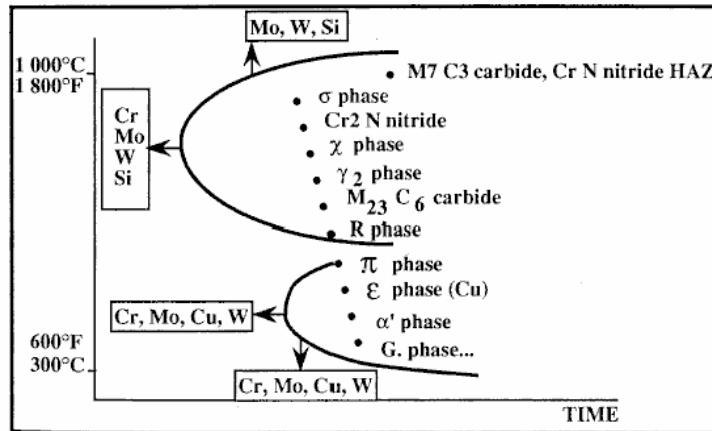 Mo, W, Si
1 000°C
1 800°F
M7 C3 carbide, Cr N nitride HAZ
σ phase
Cr2 N nitride
χ phase
γ2 phase
M23 C6 carbide
R phase
Cr
Mo
W
Si
π phase
ε phase (Cu)
α' phase
G. phase...
Cr, Mo, Cu, W
600°F
300°C
Cr, Mo, Cu, W
TIME